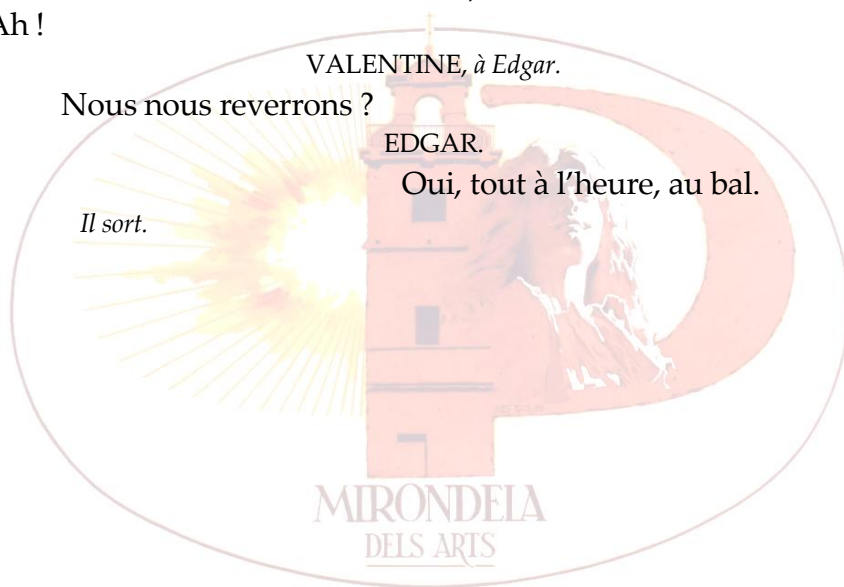 Ah !
VALENTINE, à Edgar.
Nous nous reverrons ?
EDGAR.
Oui, tout à l’heure, au bal.
Il sort.
MIRONDELA
DELS ARTS